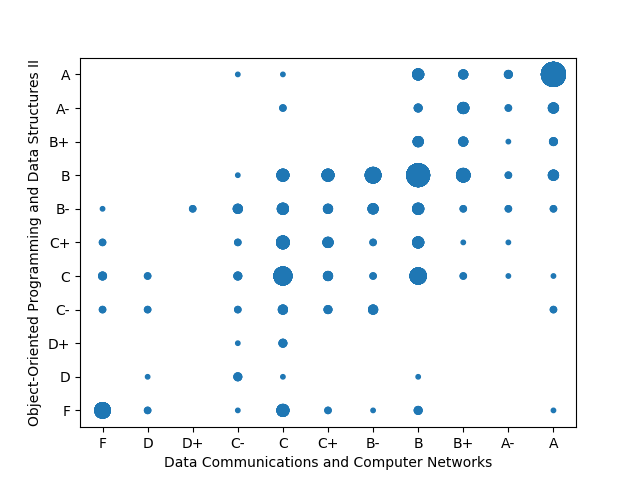 Object-Oriented Programming and Data Structures II
A
A-
B+
B
B-
C+
C
C-
D+
D
F
F D D+ C- C C+ B- B B+ A- A
Data Communications and Computer Networks